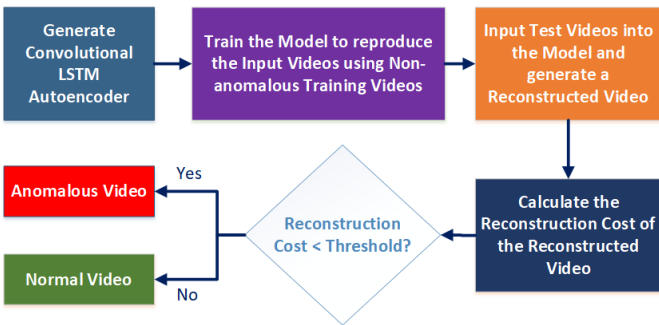 Generate
Convolutional
LSTM
Autoencoder
Train the Model to reproduce
the Input Videos using Non-
anomalous Training Videos
Input Test Videos into
the Model and
generate a
Reconstructed Video
Calculate the
Reconstruction Cost of
the Reconstructed
Video
Reconstruction
Cost < Threshold?
Yes
Anomalous Video
No
Normal Video